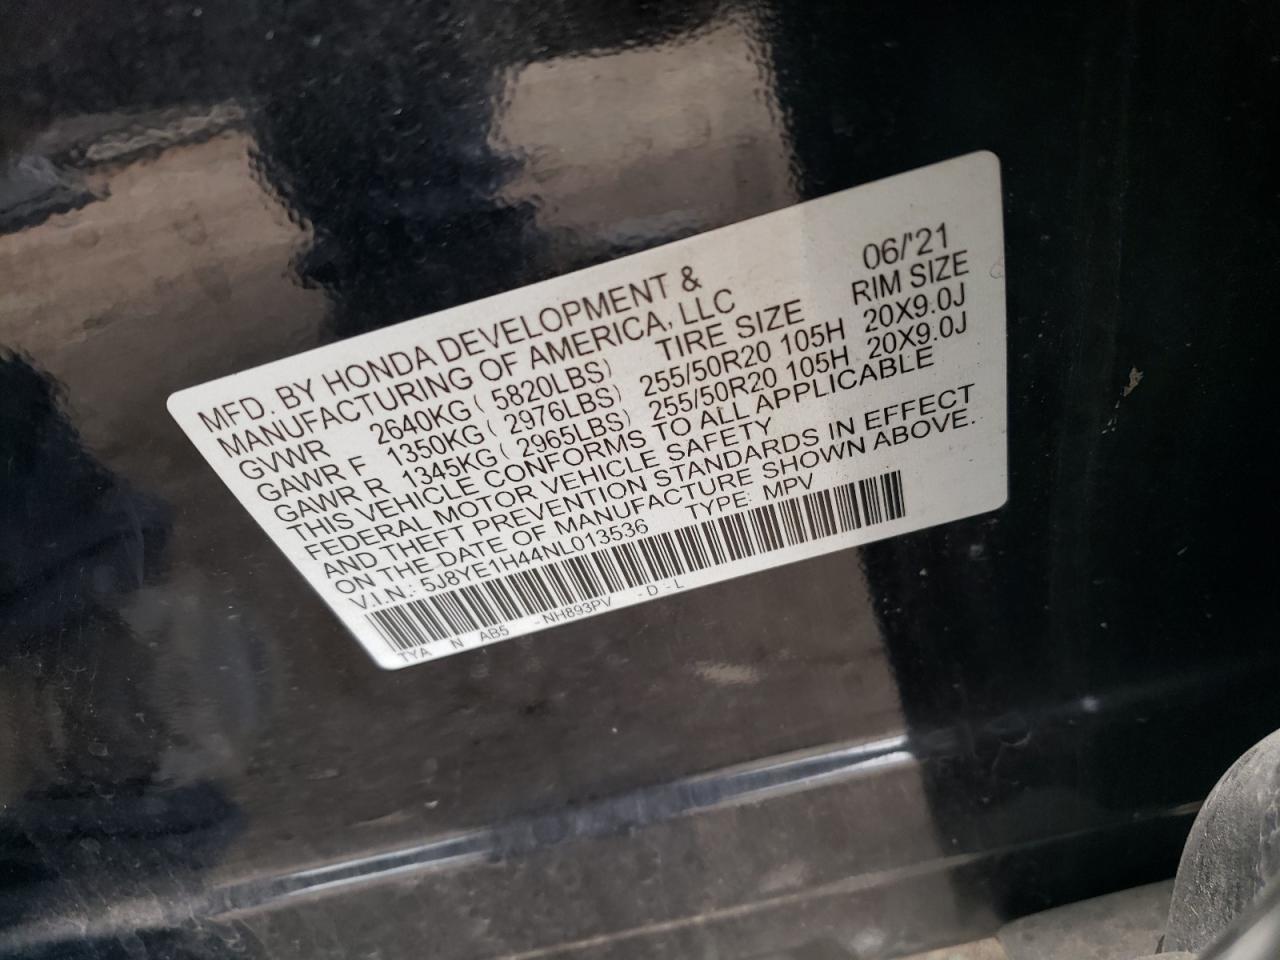 MFD. BY HONDA DEVELOPMENT &
MANUFACTURING OF AMERICA, LLC 06/'21
GVWR 2640KG ( 5820LBS) TIRE SIZE RIM SIZE
GAWR F 1350KG ( 2976LBS) 255/50R20 105H 20X9.0J
GAWR R 1345KG ( 2965LBS) 255/50R20 105H 20X9.0J
THIS VEHICLE CONFORMS TO ALL APPLICABLE
FEDERAL MOTOR VEHICLE SAFETY
AND THEFT PREVENTION STANDARDS IN EFFECT
ON THE DATE OF MANUFACTURE SHOWN ABOVE.
V.I.N.: 5J8YE1H44NL013536 TYPE: MPV
TYA N AB5 -NH893PV -D -L